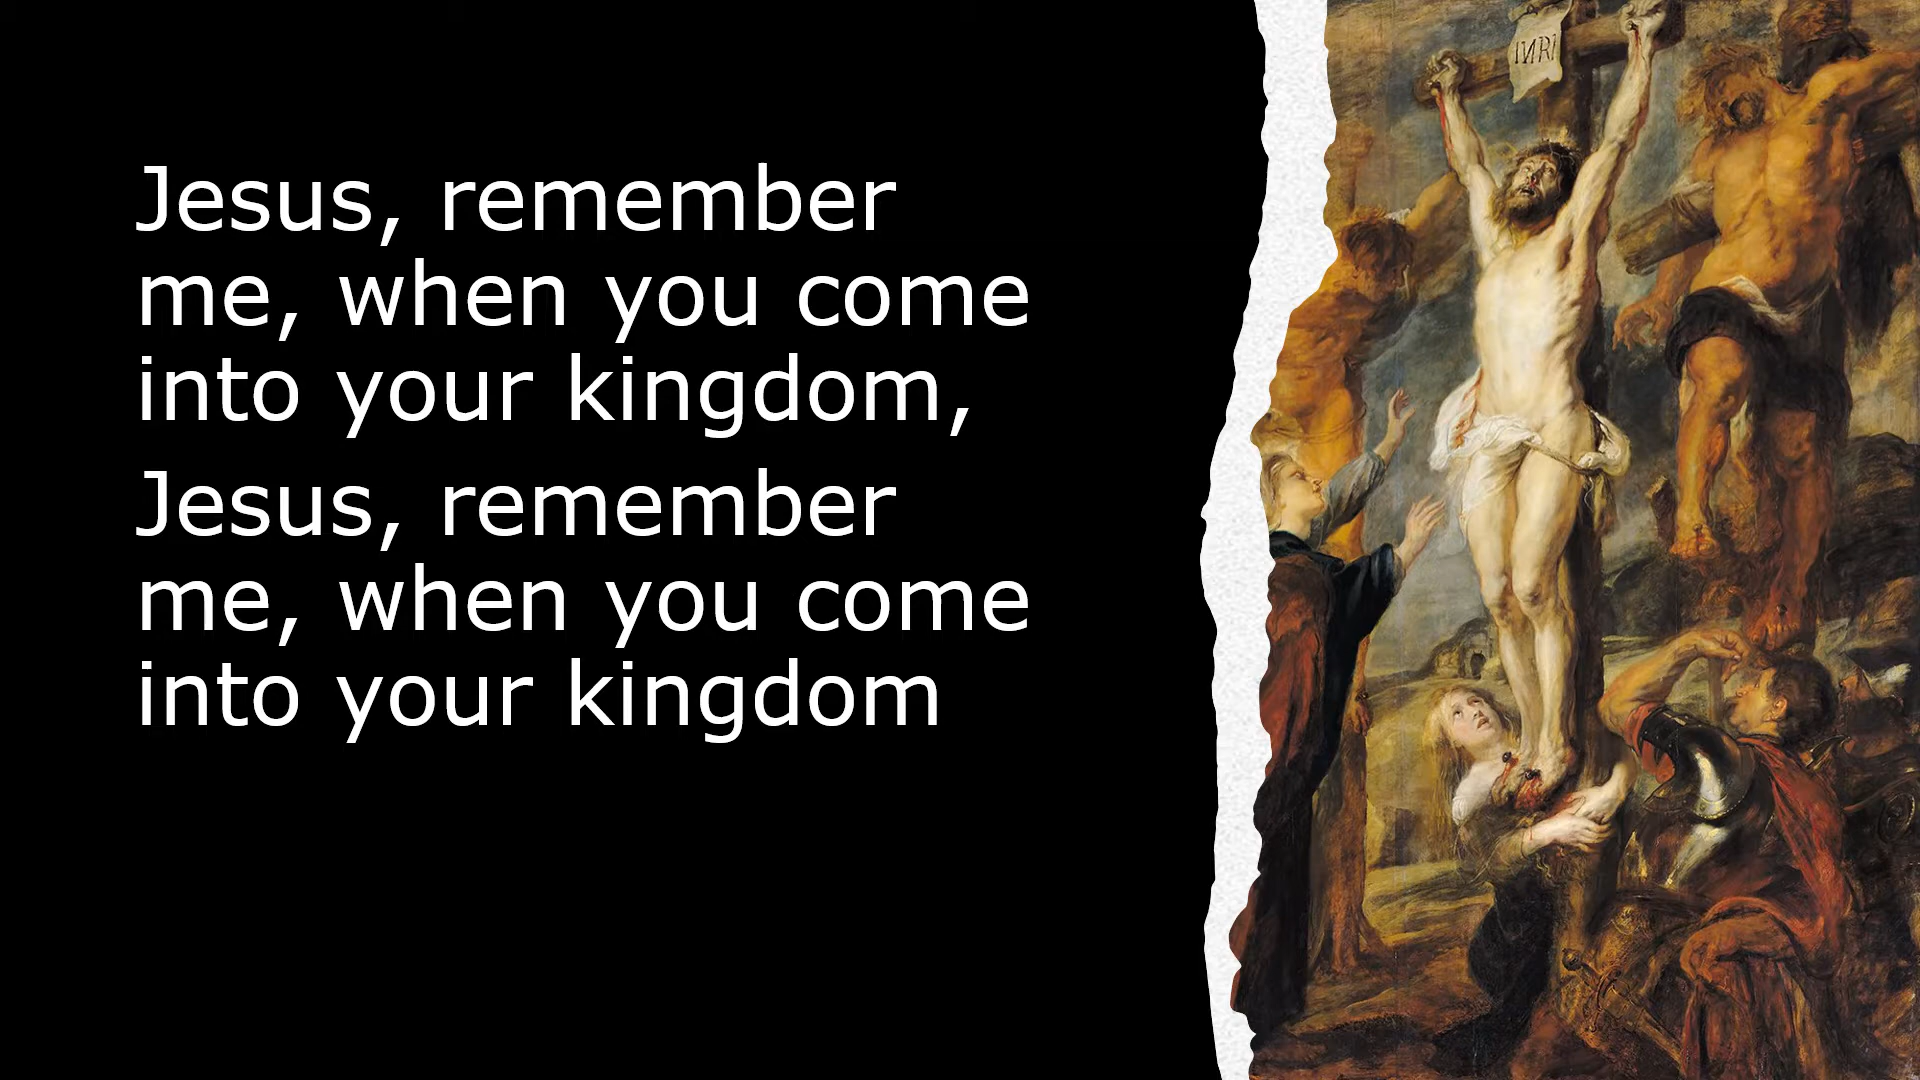 Jesus, remember
me, when you come
into your kingdom,
Jesus, remember
me, when you come
into your kingdom
INRI